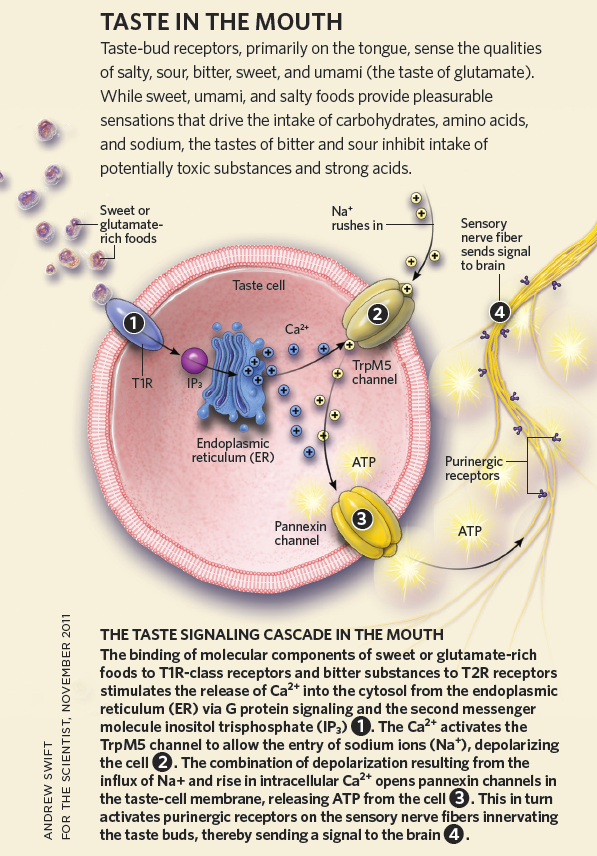 TASTE IN THE MOUTH
Taste-bud receptors, primarily on the tongue, sense the qualities
of salty, sour, bitter, sweet, and umami (the taste of glutamate).
While sweet, umami, and salty foods provide pleasurable
sensations that drive the intake of carbohydrates, amino acids,
and sodium, the tastes of bitter and sour inhibit intake of
potentially toxic substances and strong acids.
Sweet or
glutamate-
rich foods
Na⁺
rushes in
Sensory
nerve fiber
sends signal
to brain
Taste cell
1
2
4
Ca²⁺
T1R
IP₃
TrpM5
channel
Endoplasmic
reticulum (ER)
ATP
Purinergic
receptors
Pannexin
channel
3
ATP
THE TASTE SIGNALING CASCADE IN THE MOUTH
The binding of molecular components of sweet or glutamate-rich
foods to T1R-class receptors and bitter substances to T2R receptors
stimulates the release of Ca²⁺ into the cytosol from the endoplasmic
reticulum (ER) via G protein signaling and the second messenger
molecule inositol trisphosphate (IP₃) 1. The Ca²⁺ activates the
TrpM5 channel to allow the entry of sodium ions (Na⁺), depolarizing
the cell 2. The combination of depolarization resulting from the
influx of Na+ and rise in intracellular Ca²⁺ opens pannexin channels in
the taste-cell membrane, releasing ATP from the cell 3. This in turn
activates purinergic receptors on the sensory nerve fibers innervating
the taste buds, thereby sending a signal to the brain 4.
ANDREW SWIFT
FOR THE SCIENTIST, NOVEMBER 2011